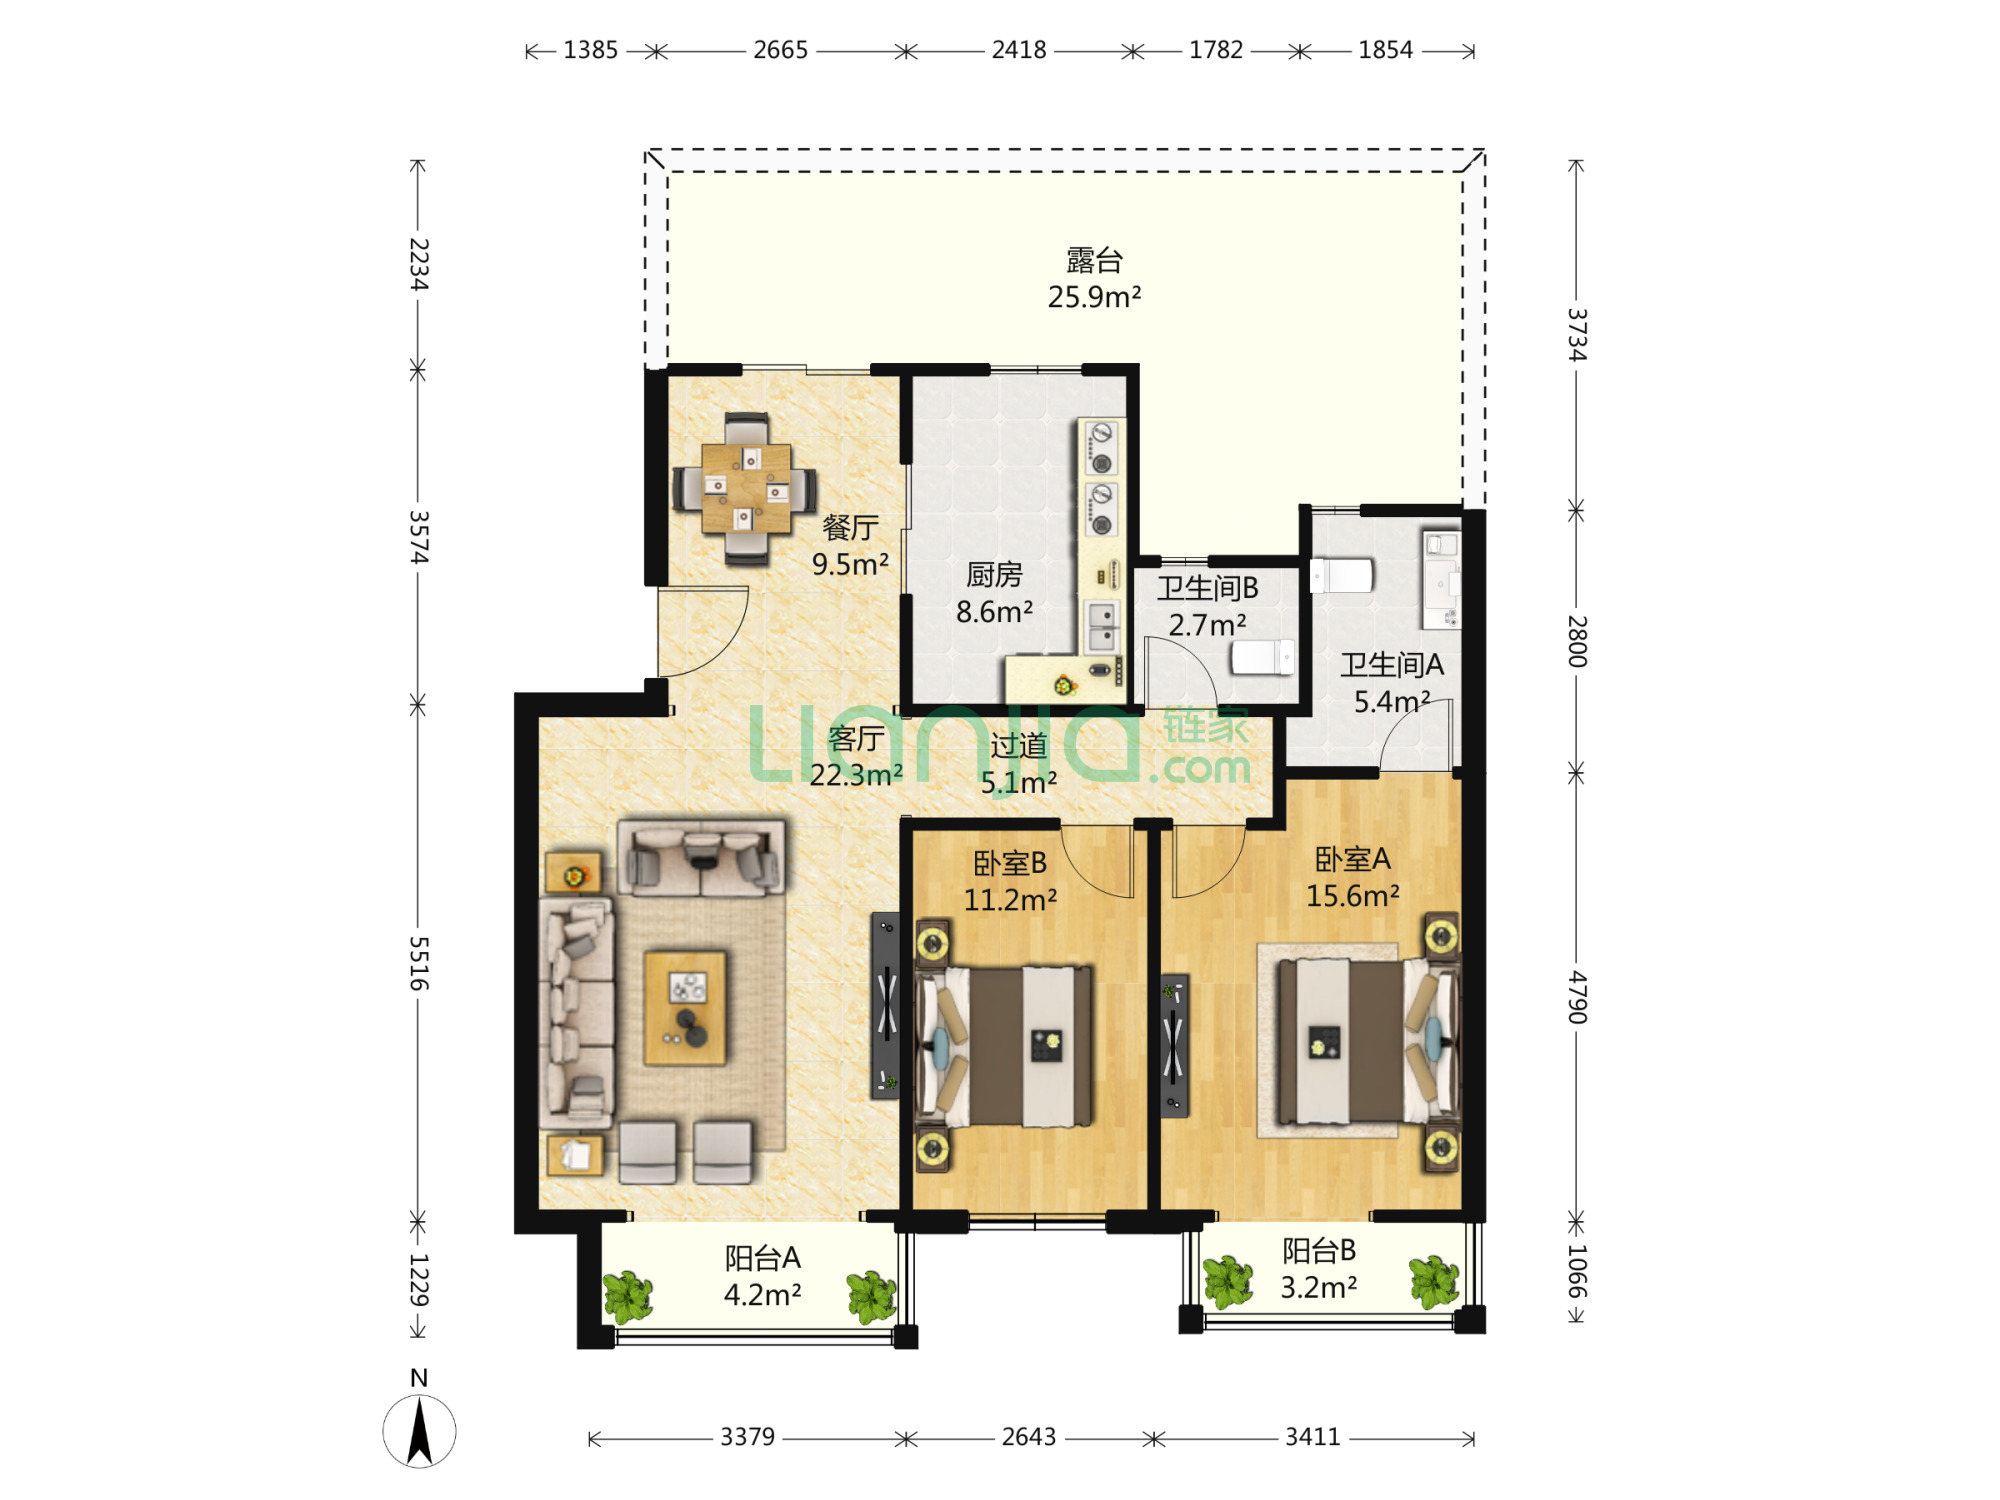 1385 2665 2418 1782 1854
2234
3574
5516
1229
3734
2800
4790
1066
露台
25.9m²
餐厅
9.5m²
厨房
8.6m²
卫生间B
2.7m²
卫生间A
5.4m²
客厅
22.3m²
过道
5.1m²
Lianjia 链家
.com
卧室B
11.2m²
卧室A
15.6m²
阳台A
4.2m²
阳台B
3.2m²
N
3379 2643 3411